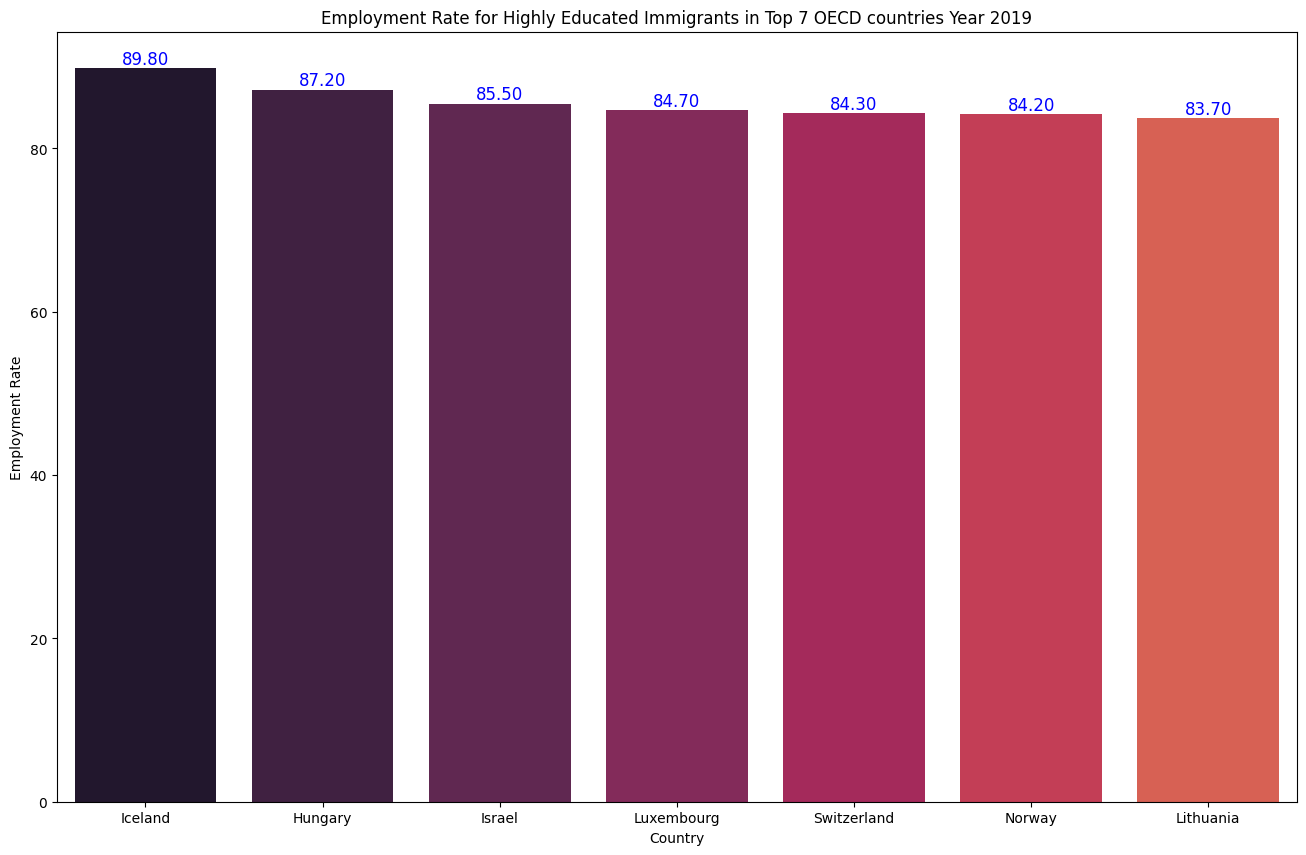 Employment Rate for Highly Educated Immigrants in Top 7 OECD countries Year 2019
89.80
87.20
85.50
84.70
84.30
84.20
83.70
80
60
40
20
0
Employment Rate
Iceland
Hungary
Israel
Luxembourg
Switzerland
Norway
Lithuania
Country